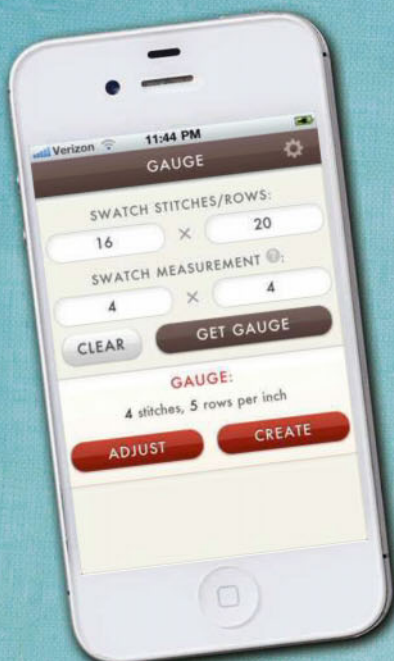 Verizon 11:44 PM
GAUGE
SWATCH STITCHES/ROWS:
16 × 20
SWATCH MEASUREMENT ?:
4 × 4
CLEAR GET GAUGE
GAUGE:
4 stitches, 5 rows per inch
ADJUST CREATE